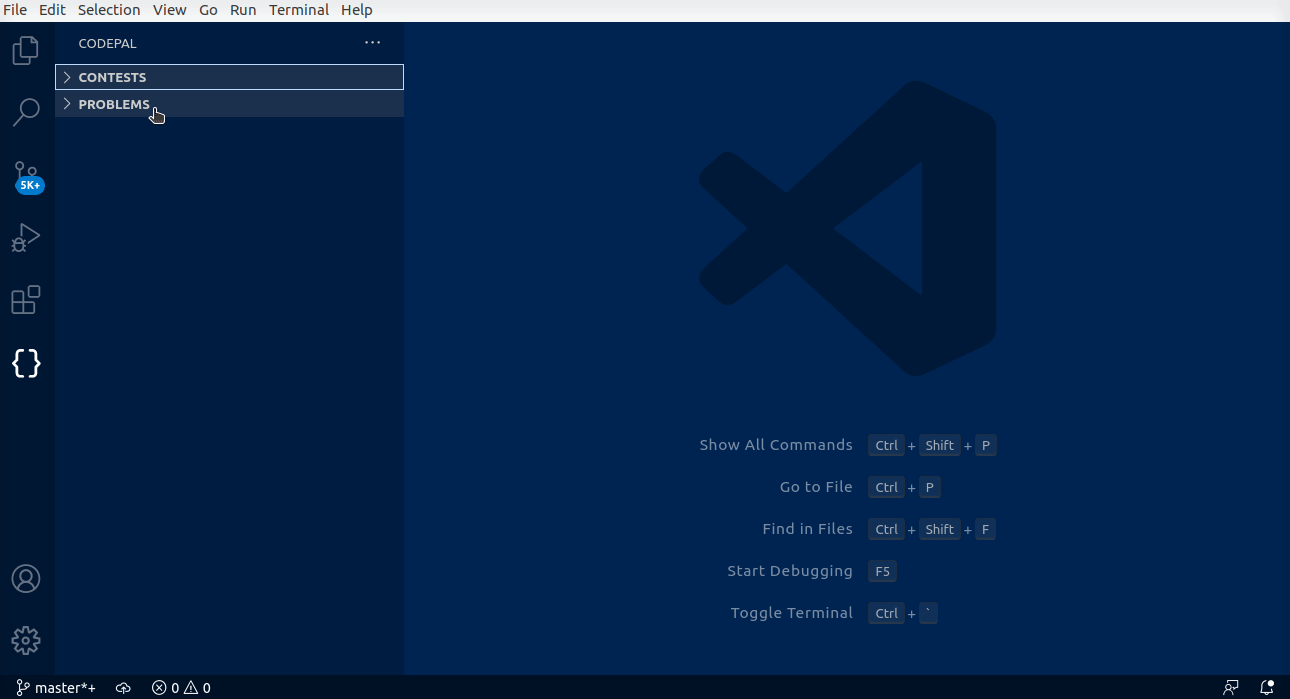 File Edit Selection View Go Run Terminal Help
CODEPAL
CONTESTS
PROBLEMS
5K+
Show All Commands Ctrl + Shift + P
Go to File Ctrl + P
Find in Files Ctrl + Shift + F
Start Debugging F5
Toggle Terminal Ctrl + `
master*+ 0 0